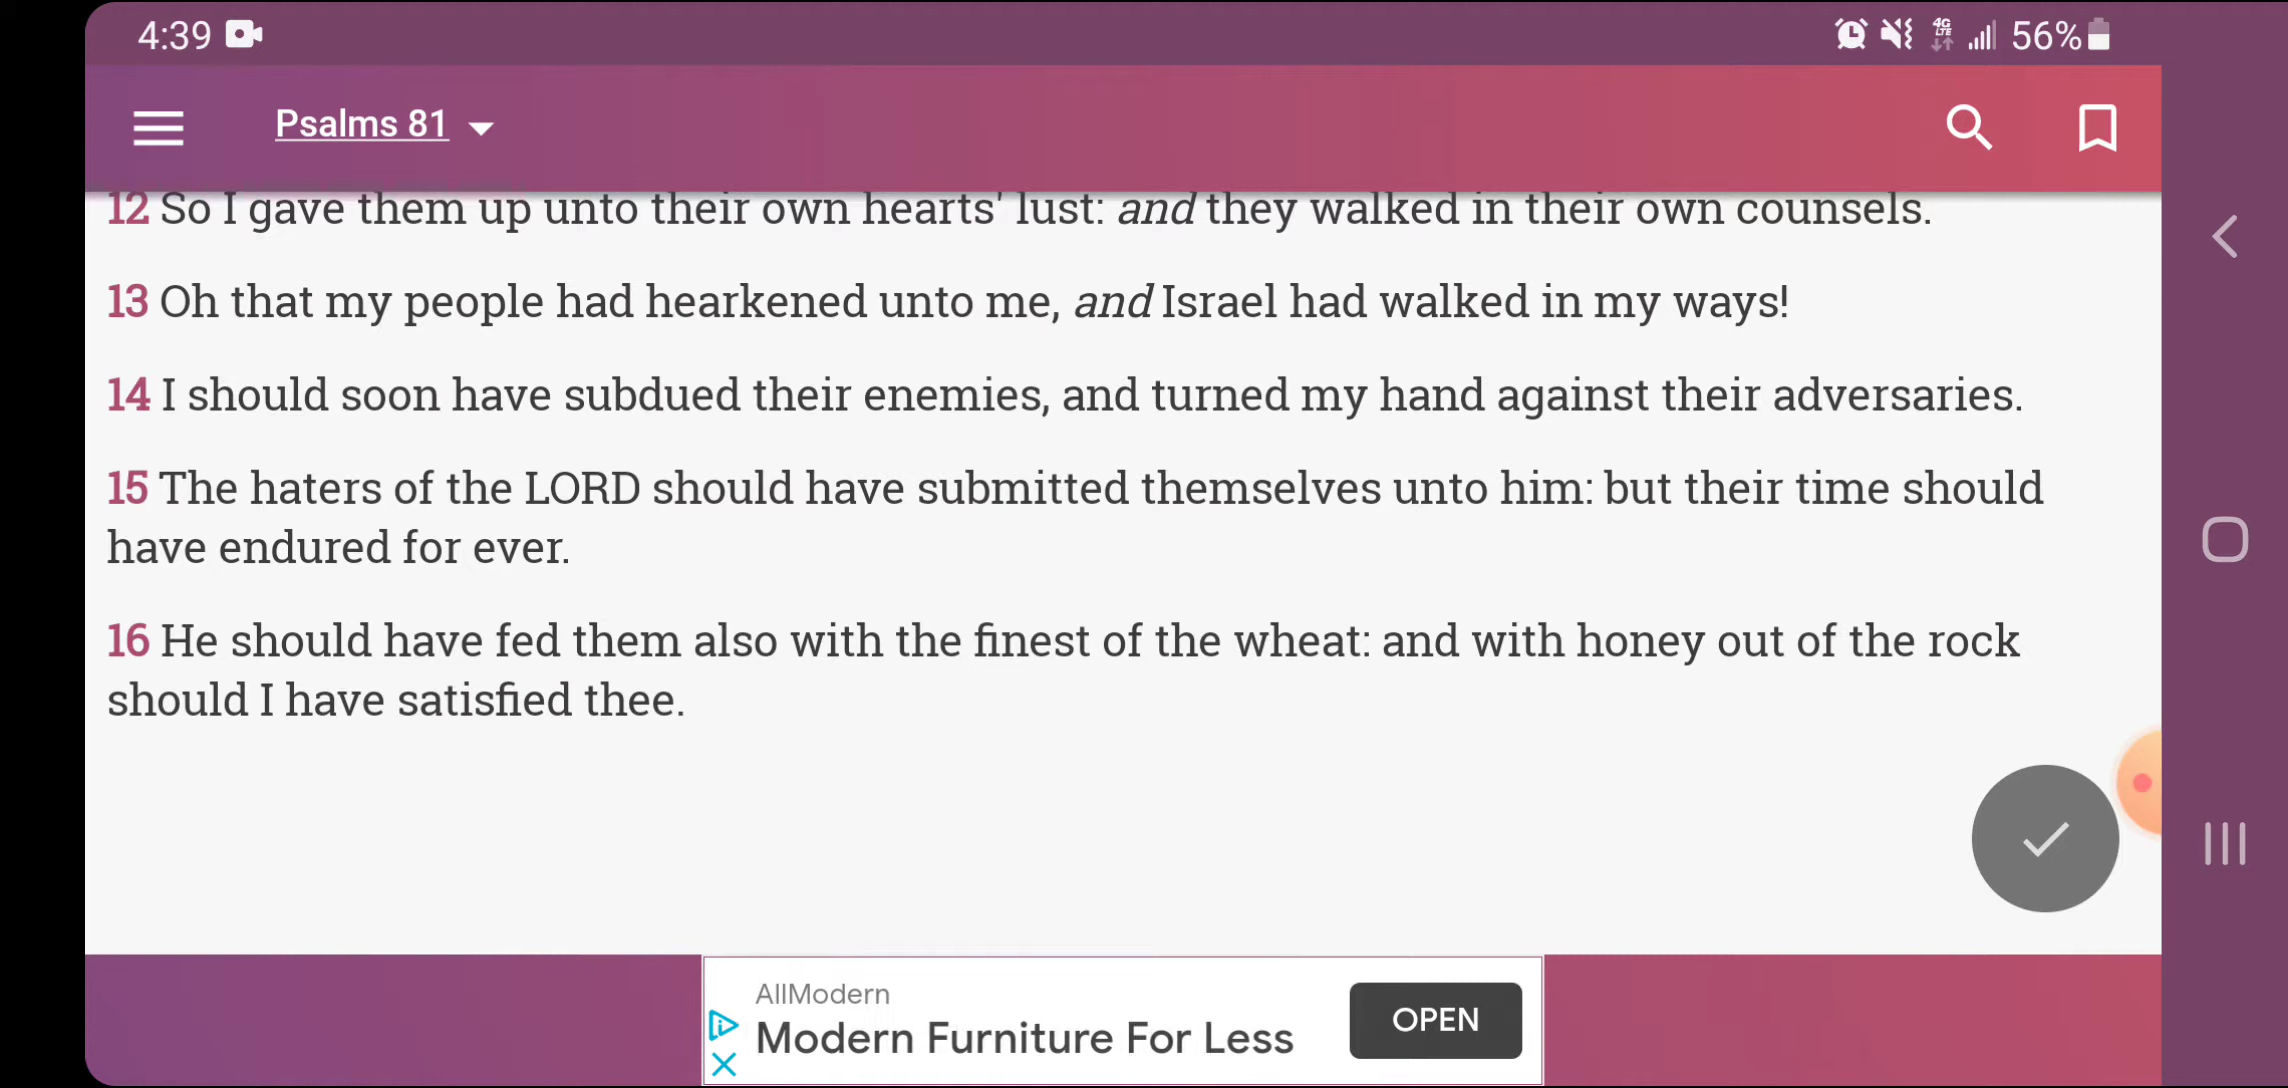 4:39 4G LTE 56%
Psalms 81
12 So I gave them up unto their own hearts' lust: and they walked in their own counsels.
13 Oh that my people had hearkened unto me, and Israel had walked in my ways!
14 I should soon have subdued their enemies, and turned my hand against their adversaries.
15 The haters of the LORD should have submitted themselves unto him: but their time should
have endured for ever.
16 He should have fed them also with the finest of the wheat: and with honey out of the rock
should I have satisfied thee.
AllModern
Modern Furniture For Less
OPEN